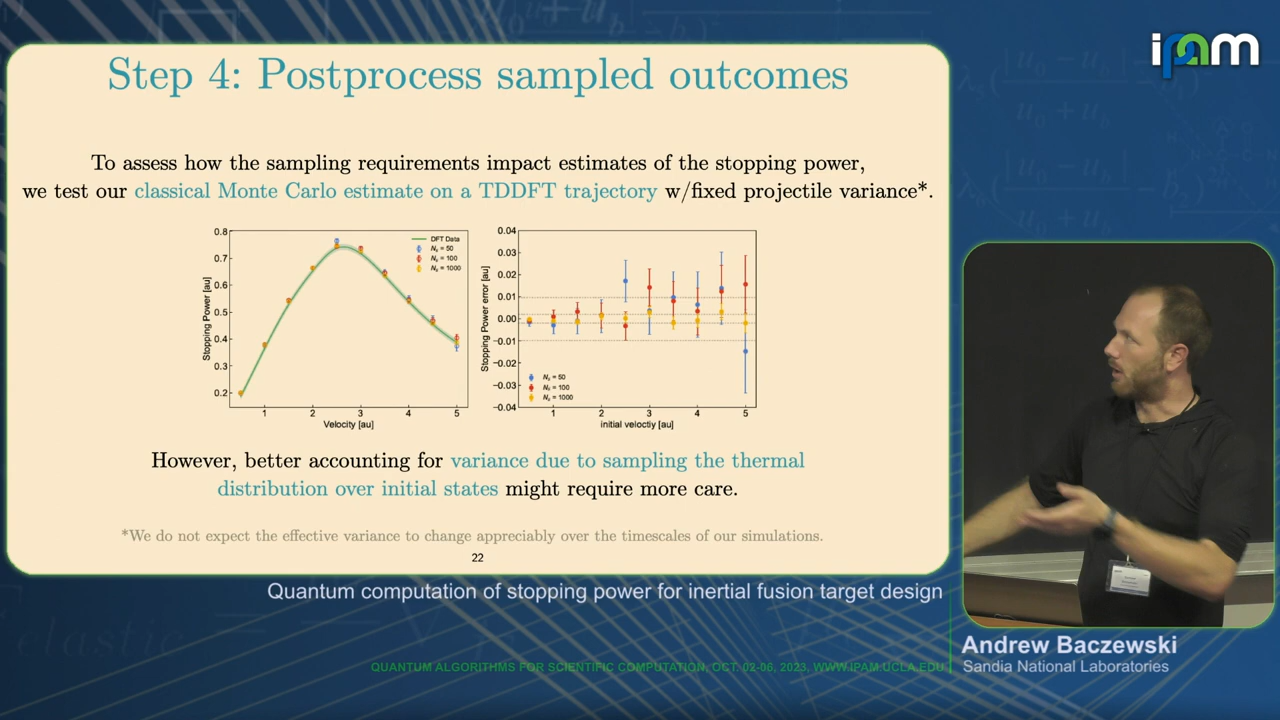 ipam
Step 4: Postprocess sampled outcomes
To assess how the sampling requirements impact estimates of the stopping power,
we test our classical Monte Carlo estimate on a TDDFT trajectory w/fixed projectile variance*.
0.8
0.7
0.6
0.5
0.4
0.3
0.2
Stopping Power [au]
DFT Data
Ns = 50
Ns = 100
Ns = 1000
1
2
3
4
5
Velocity [au]
0.04
0.03
0.02
0.01
0.00
−0.01
−0.02
−0.03
−0.04
Stopping Power error [au]
Ns = 50
Ns = 100
Ns = 1000
1
2
3
4
5
initial veloctiy [au]
However, better accounting for variance due to sampling the thermal
distribution over initial states might require more care.
*We do not expect the effective variance to change appreciably over the timescales of our simulations.
22
Quantum computation of stopping power for inertial fusion target design
Andrew Baczewski
Sandia National Laboratories
QUANTUM ALGORITHMS FOR SCIENTIFIC COMPUTATION, OCT. 02-06, 2023, WWW.IPAM.UCLA.EDU
elastic